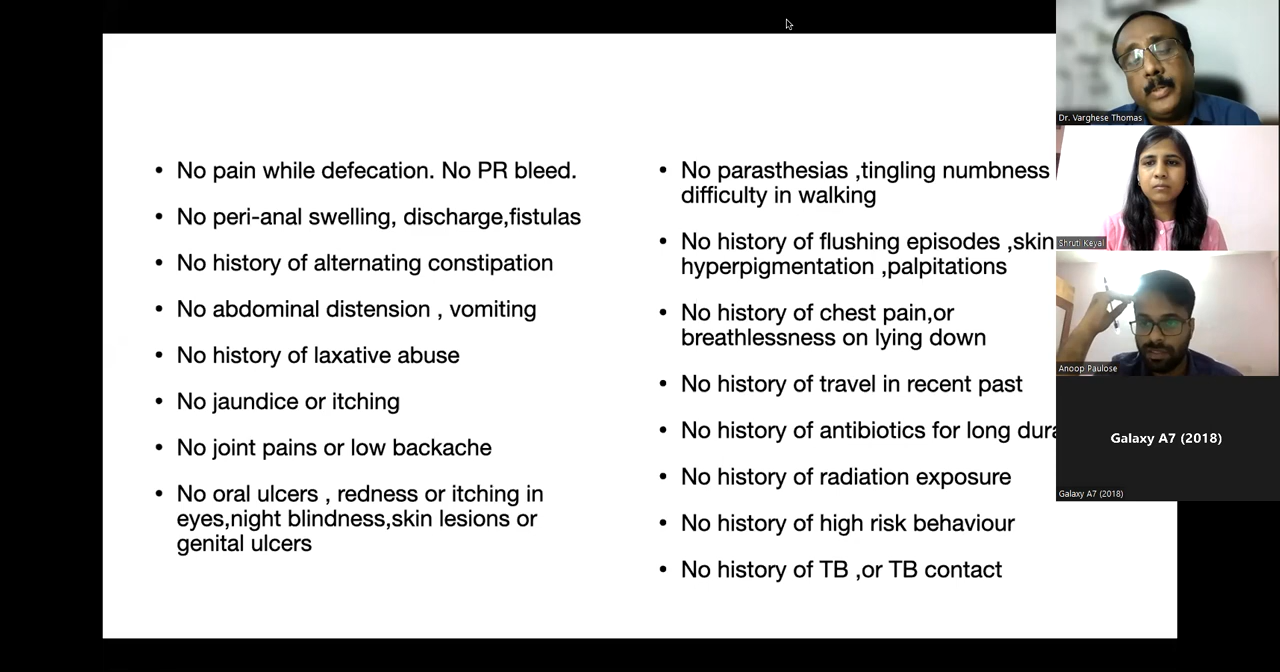 No pain while defecation. No PR bleed.
No peri-anal swelling, discharge,fistulas
No history of alternating constipation
No abdominal distension , vomiting
No history of laxative abuse
No jaundice or itching
No joint pains or low backache
No oral ulcers , redness or itching in
eyes,night blindness,skin lesions or
genital ulcers
No parasthesias ,tingling numbness
difficulty in walking
No history of flushing episodes ,skin
hyperpigmentation ,palpitations
No history of chest pain,or
breathlessness on lying down
No history of travel in recent past
No history of antibiotics for long
No history of radiation exposure
No history of high risk behaviour
No history of TB ,or TB contact
Dr. Varghese Thomas
Shruti Keyal
Anoop Paulose
Galaxy A7 (2018)
Galaxy A7 (2018)